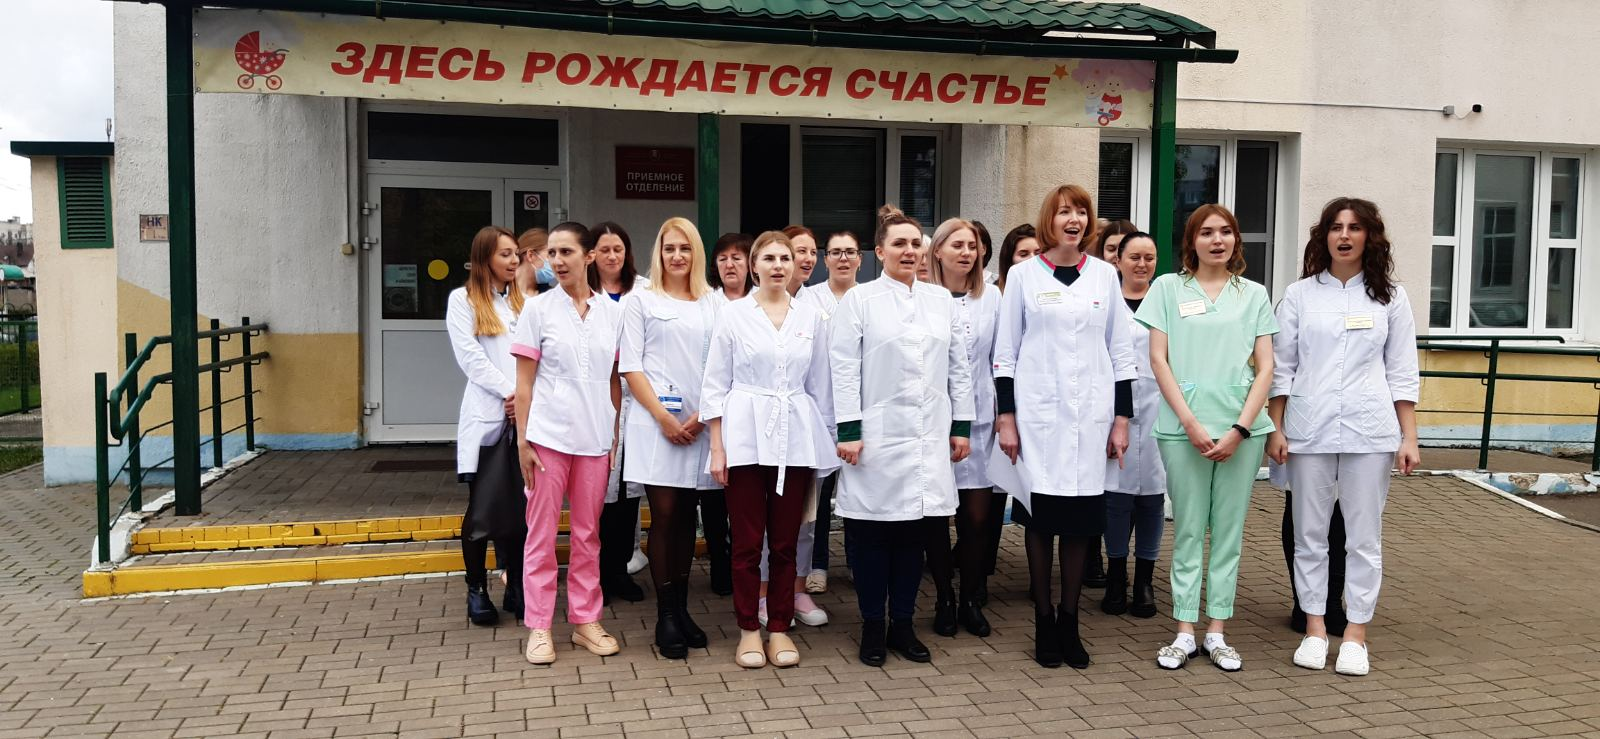 ЗДЕСЬ РОЖДАЕТСЯ СЧАСТЬЕ
ПРИЕМНОЕ
ОТДЕЛЕНИЕ
НК